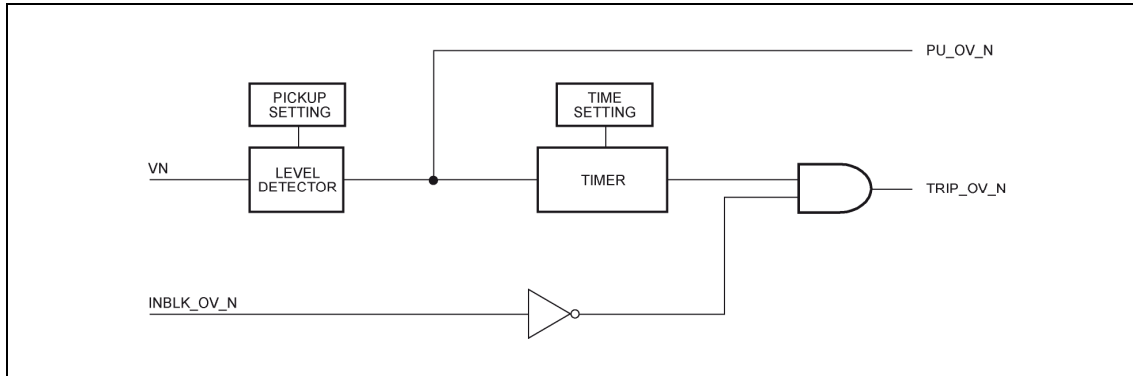 PU_OV_N
PICKUP
SETTING
TIME
SETTING
VN
LEVEL
DETECTOR
TIMER
TRIP_OV_N
INBLK_OV_N